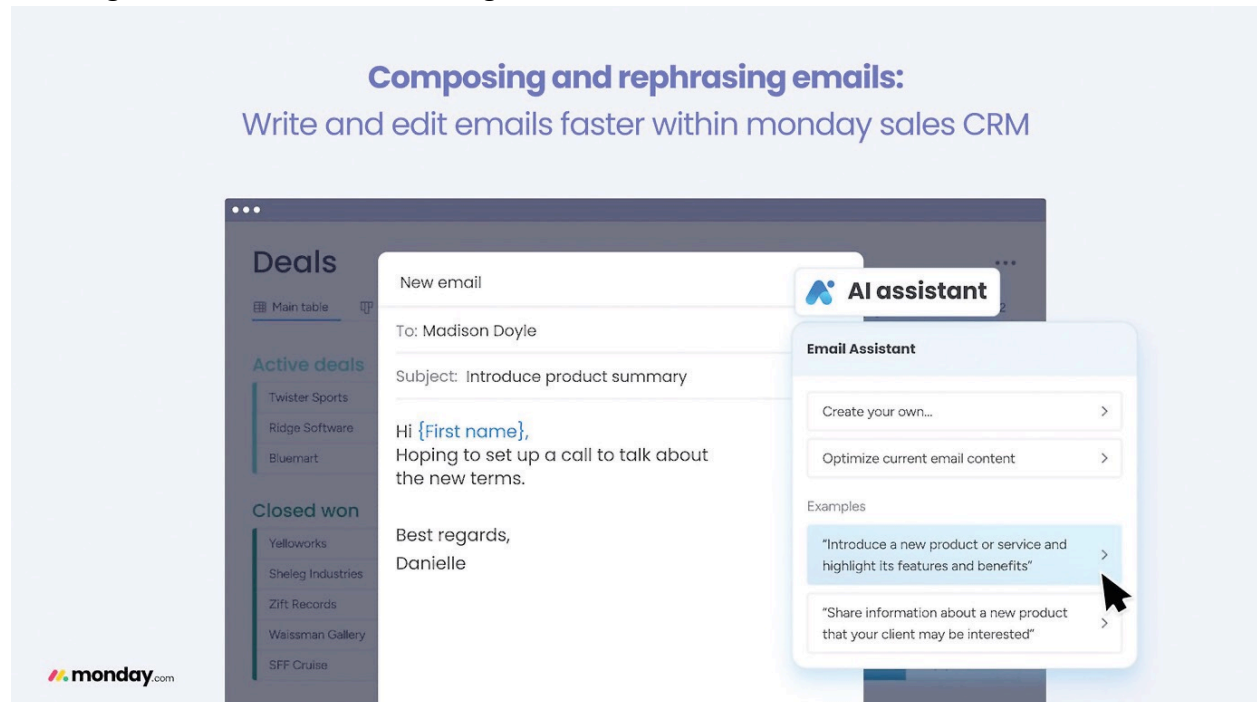 Composing and rephrasing emails:
Write and edit emails faster within monday sales CRM
Deals
Main table
Active deals
Twister Sports
Ridge Software
Bluemart
Closed won
Yelloworks
Sheleg Industries
Zift Records
Waissman Gallery
SFF Cruise
New email
To: Madison Doyle
Subject: Introduce product summary
Hi {First name},
Hoping to set up a call to talk about
the new terms.
Best regards,
Danielle
AI assistant
2
Email Assistant
Create your own...
Optimize current email content
Examples
"Introduce a new product or service and
highlight its features and benefits"
"Share information about a new product
that your client may be interested"
monday.com